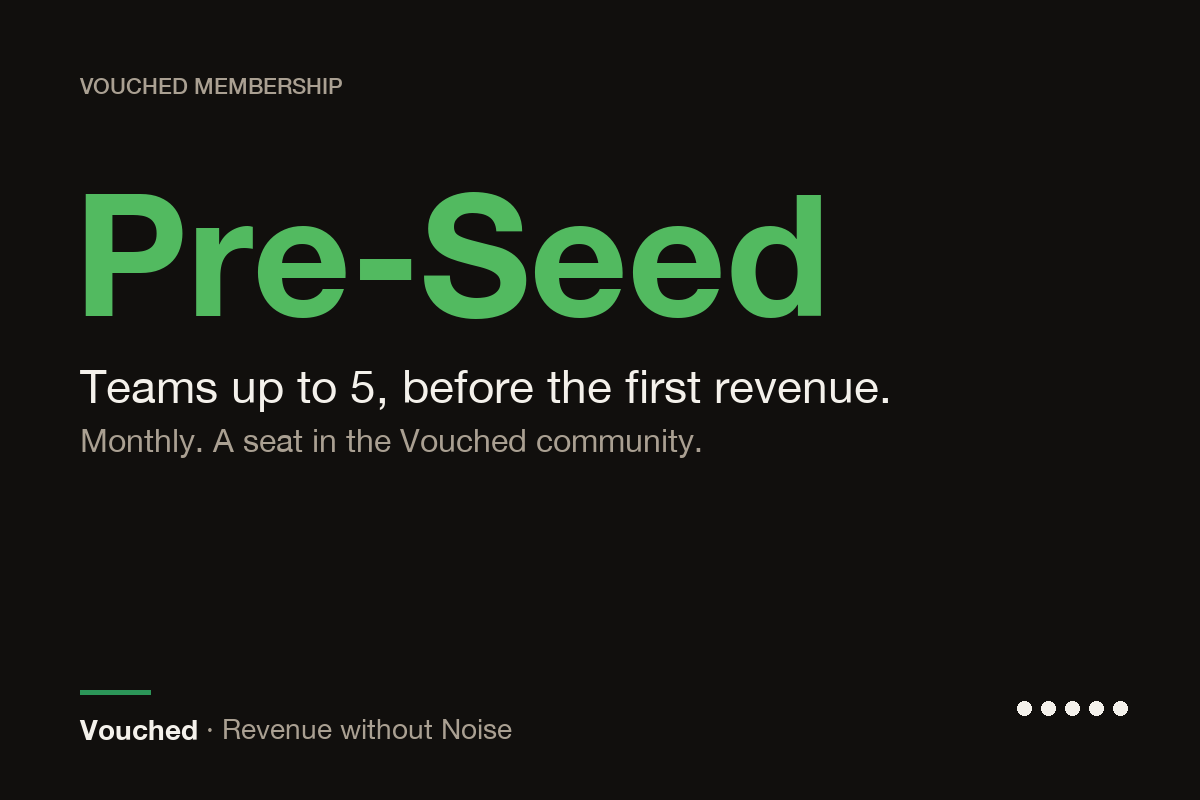 VOUCHED MEMBERSHIP
Pre-Seed
Teams up to 5, before the first revenue.
Monthly. A seat in the Vouched community.
Vouched · Revenue without Noise